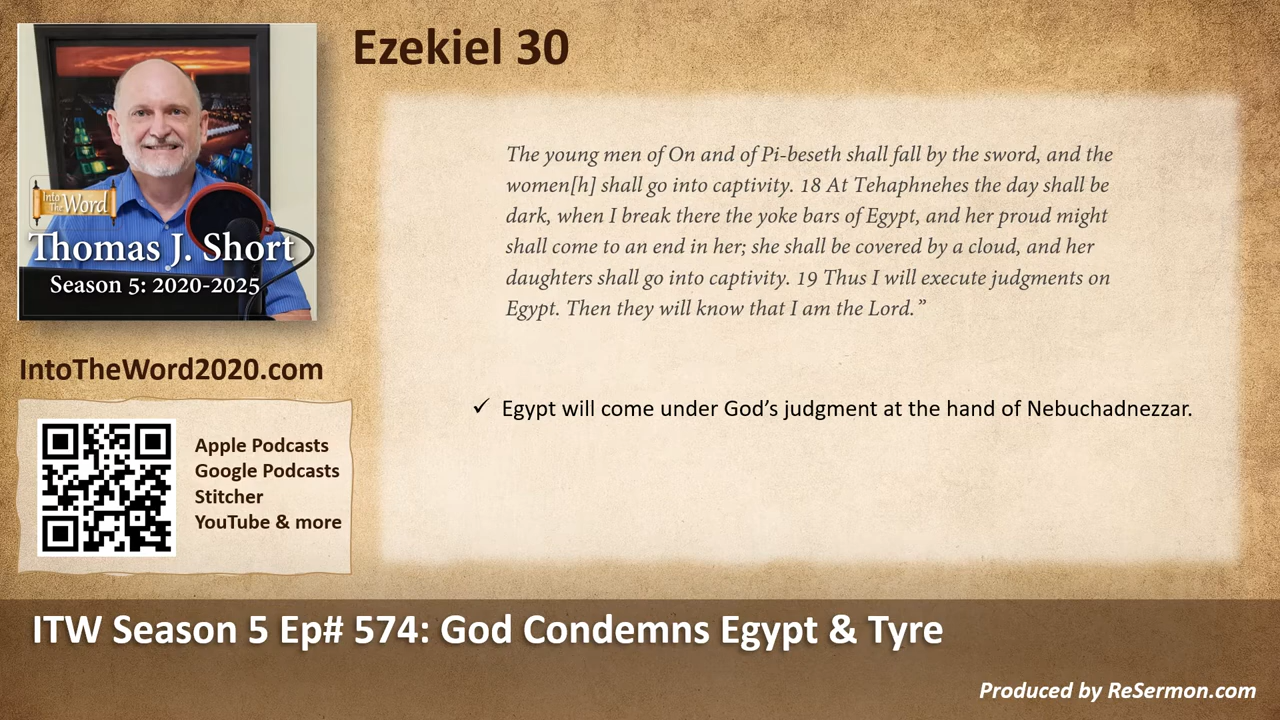 Ezekiel 30
The young men of On and of Pi-beseth shall fall by the sword, and the
women[h] shall go into captivity. 18 At Tehaphnehes the day shall be
dark, when I break there the yoke bars of Egypt, and her proud might
shall come to an end in her; she shall be covered by a cloud, and her
daughters shall go into captivity. 19 Thus I will execute judgments on
Egypt. Then they will know that I am the Lord.”
✓ Egypt will come under God’s judgment at the hand of Nebuchadnezzar.
Into
The Word
Thomas J. Short
Season 5: 2020-2025
IntoTheWord2020.com
Apple Podcasts
Google Podcasts
Stitcher
YouTube & more
ITW Season 5 Ep# 574: God Condemns Egypt & Tyre
Produced by ReSermon.com